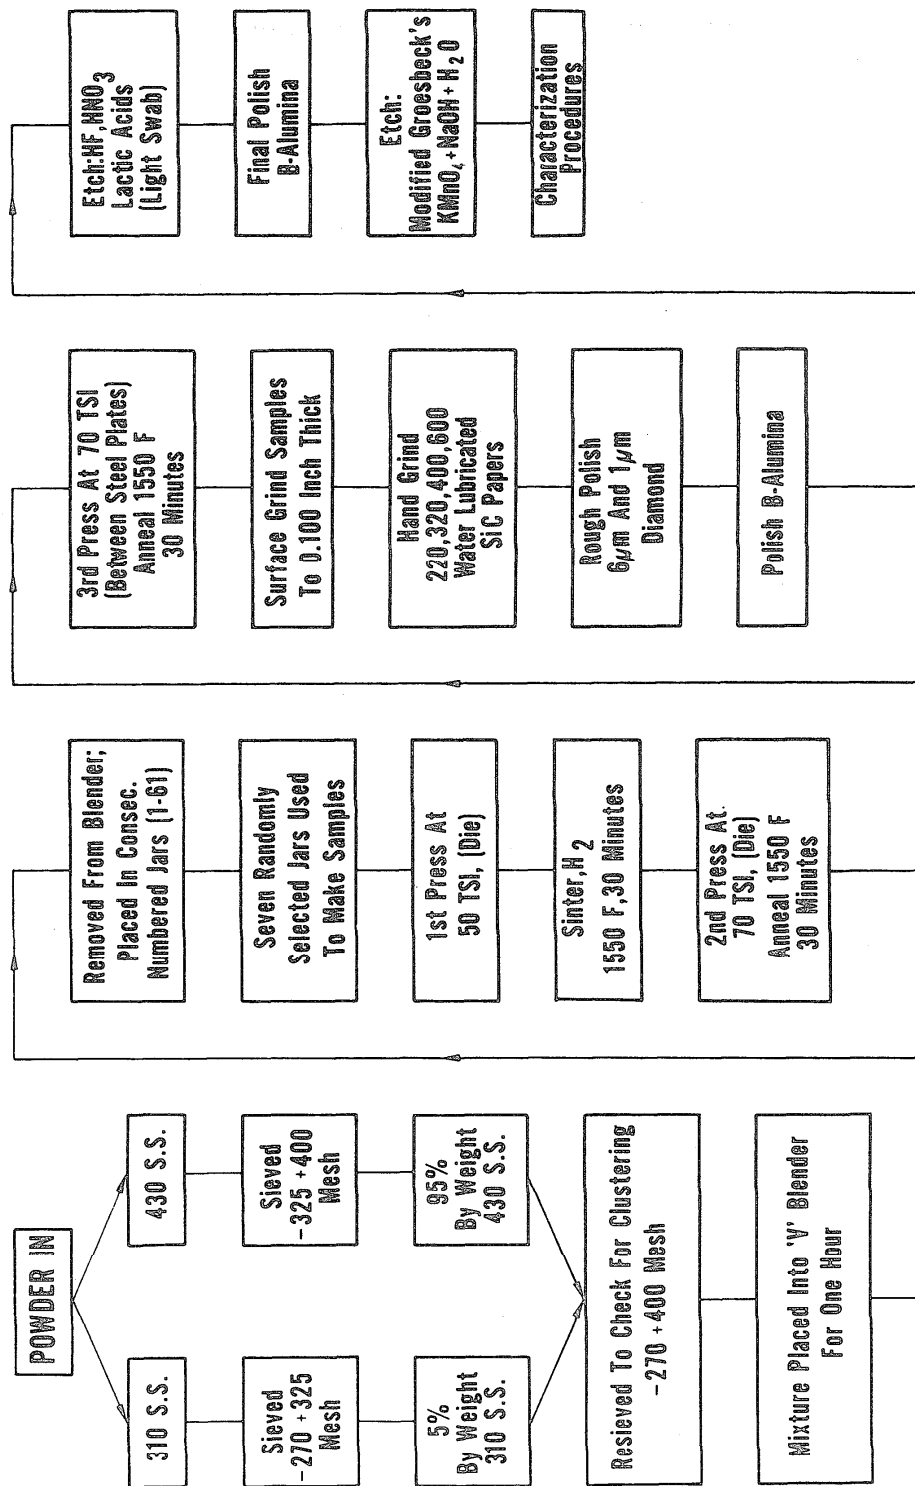 POWDER IN
310 S.S.
430 S.S.
Sieved
-270 +325
Mesh
Sieved
-325 +400
Mesh
5%
By Weight
310 S.S.
95%
By Weight
430 S.S.
Resieved To Check For Clustering
-270 +400 Mesh
Mixture Placed Into 'V' Blender
For One Hour
Removed From Blender;
Placed In Consec.
Numbered Jars (1-61)
Seven Randomly
Selected Jars Used
To Make Samples
1st Press At
50 TSI, (Die)
Sinter, H2
1550 F, 30 Minutes
2nd Press At
70 TSI, (Die)
Anneal 1550 F
30 Minutes
3rd Press At 70 TSI
(Between Steel Plates)
Anneal 1550 F
30 Minutes
Surface Grind Samples
To 0.100 Inch Thick
Hand Grind
220,320,400,600
Water Lubricated
SiC Papers
Rough Polish
6μm And 1μm
Diamond
Polish B-Alumina
Etch: HF, HNO3
Lactic Acids
(Light Swab)
Final Polish
B-Alumina
Etch:
Modified Groesbeck's
KMnO4+NaOH+H2O
Characterization
Procedures